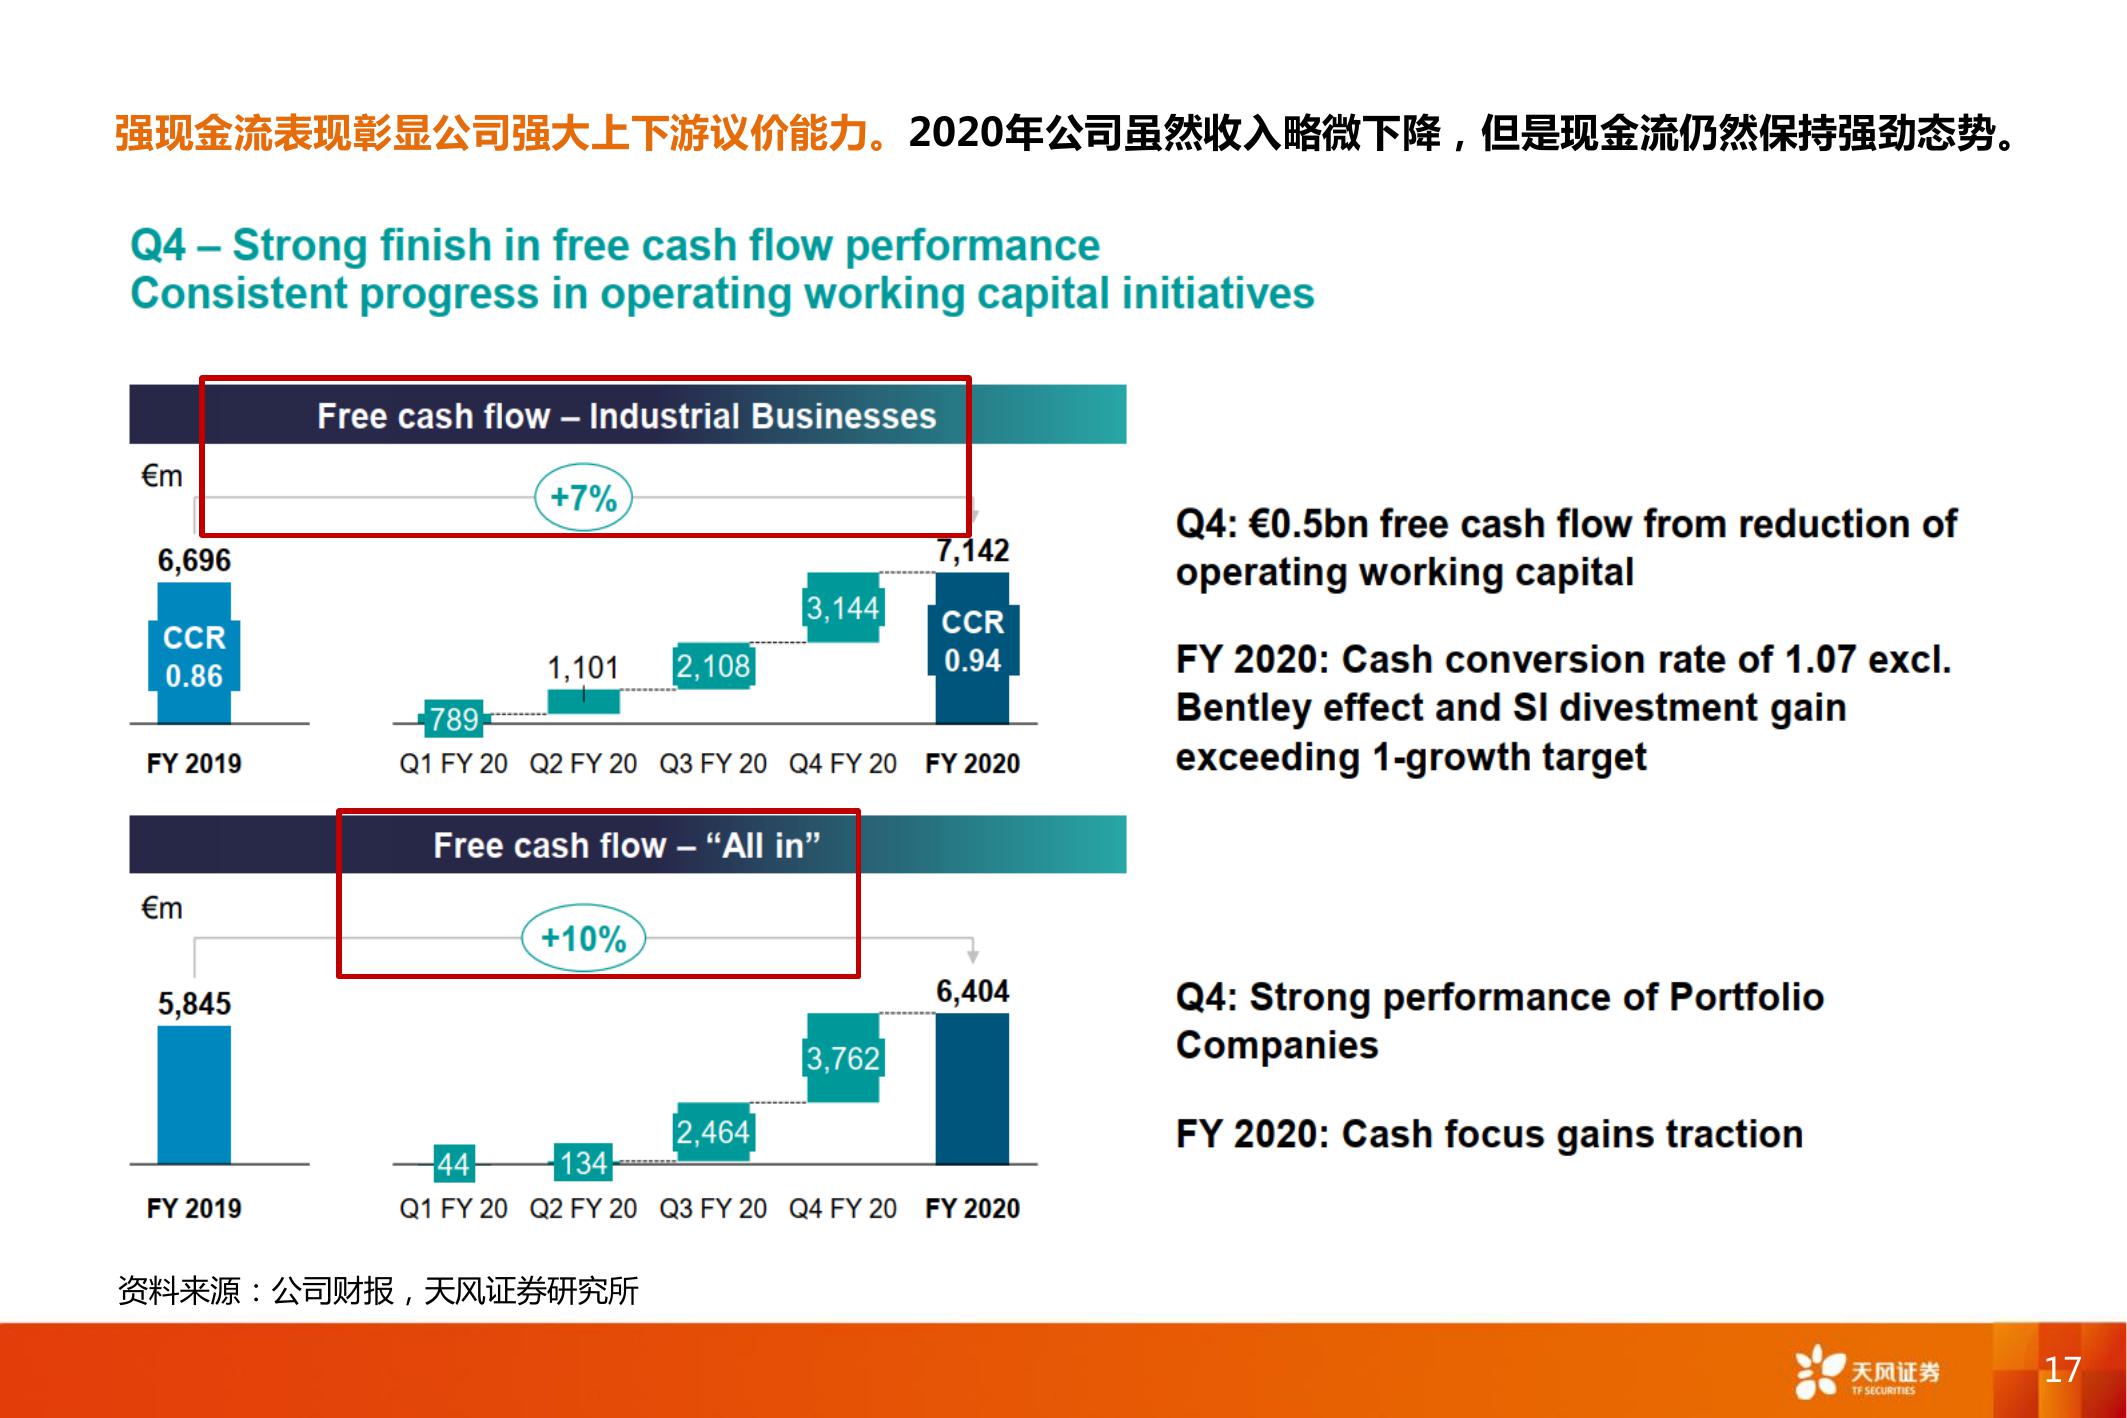 强现金流表现彰显公司强大上下游议价能力。2020年公司虽然收入略微下降，但是现金流仍然保持强劲态势。
Q4 – Strong finish in free cash flow performance
Consistent progress in operating working capital initiatives
Free cash flow – Industrial Businesses
€m
+7%
6,696
CCR
0.86
789
1,101
2,108
3,144
7,142
CCR
0.94
FY 2019
Q1 FY 20
Q2 FY 20
Q3 FY 20
Q4 FY 20
FY 2020
Q4: €0.5bn free cash flow from reduction of
operating working capital
FY 2020: Cash conversion rate of 1.07 excl.
Bentley effect and SI divestment gain
exceeding 1-growth target
Free cash flow – “All in”
€m
+10%
5,845
44
134
2,464
3,762
6,404
FY 2019
Q1 FY 20
Q2 FY 20
Q3 FY 20
Q4 FY 20
FY 2020
Q4: Strong performance of Portfolio
Companies
FY 2020: Cash focus gains traction
资料来源：公司财报，天风证券研究所
天风证券
TF SECURITIES
17